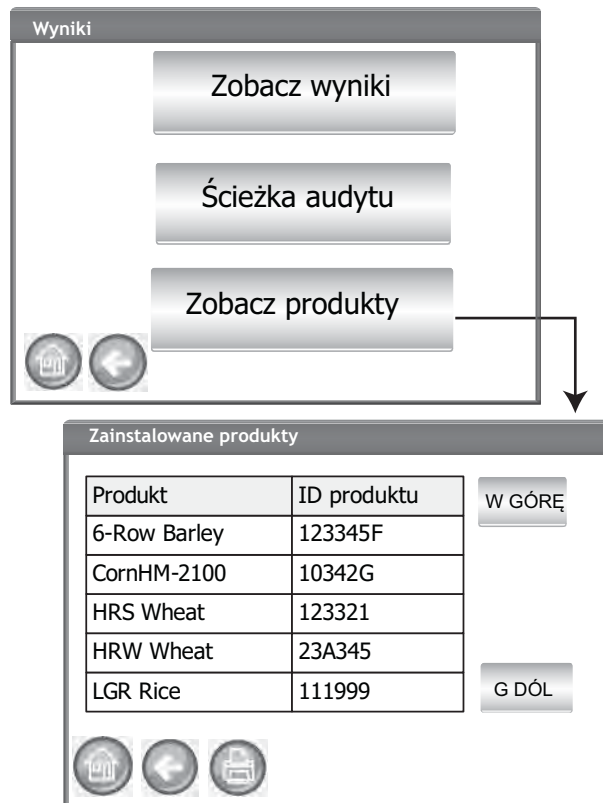 Wyniki
Zobacz wyniki
Ścieżka audytu
Zobacz produkty
Zainstalowane produkty
Produkt ID produktu W GÓRĘ
6-Row Barley 123345F
CornHM-2100 10342G
HRS Wheat 123321
HRW Wheat 23A345
LGR Rice 111999 G DÓL